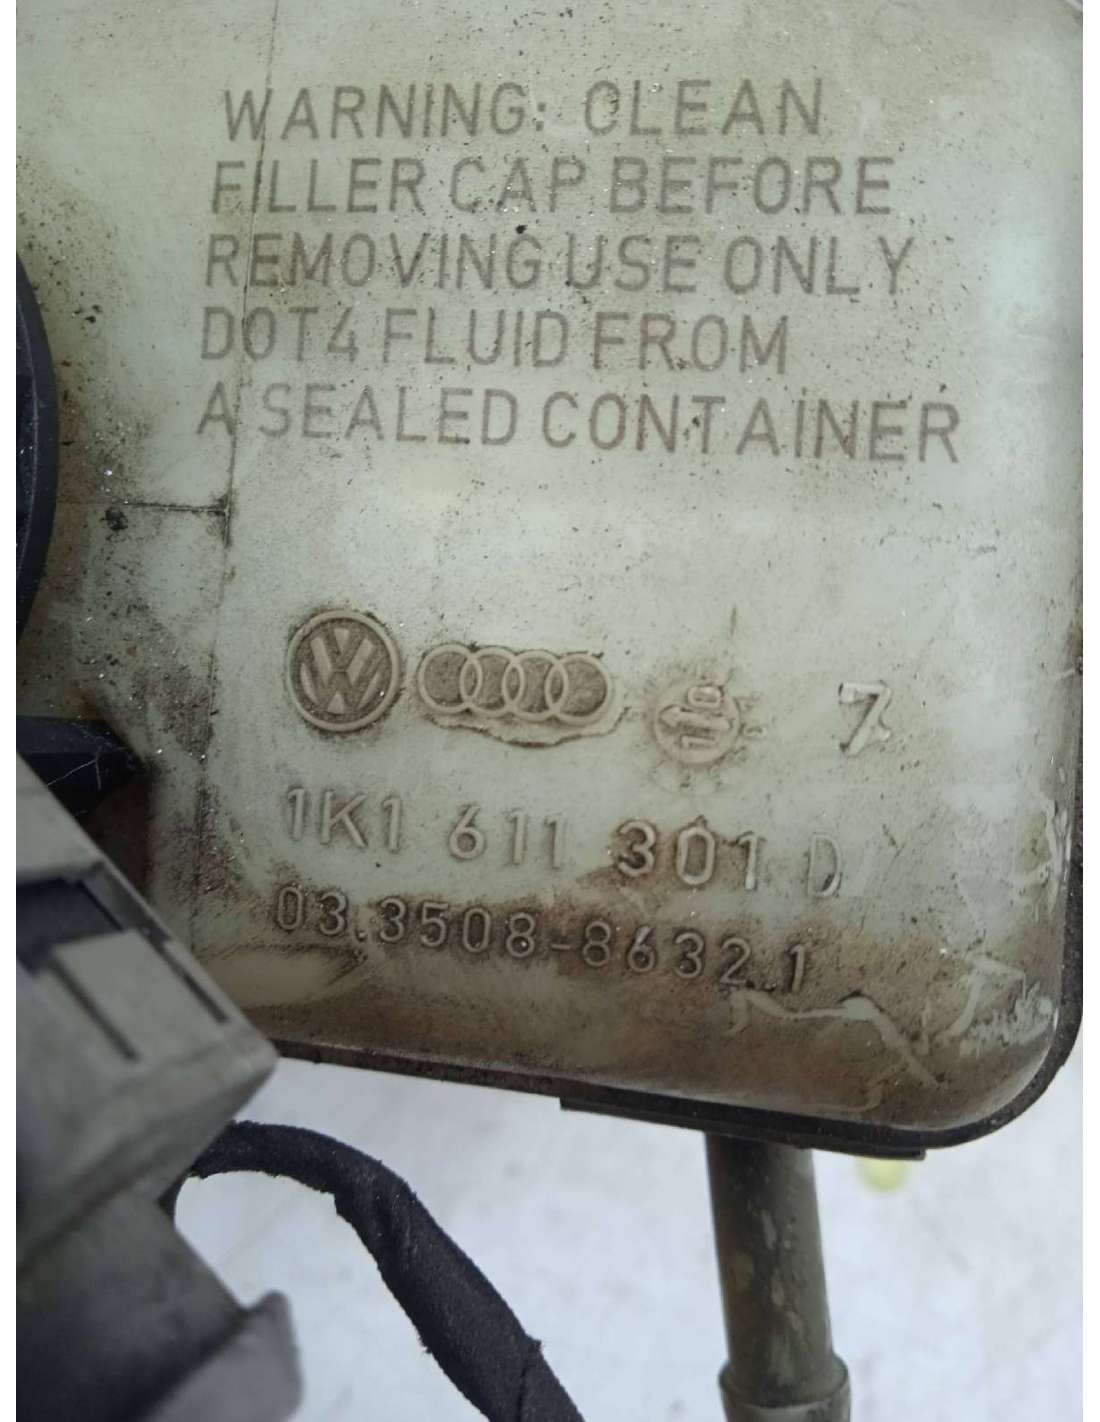 WARNING: CLEAN
FILLER CAP BEFORE
REMOVING USE ONLY
DOT4 FLUID FROM
A SEALED CONTAINER
7
1K1 611 301 D
03.3508-8632.1